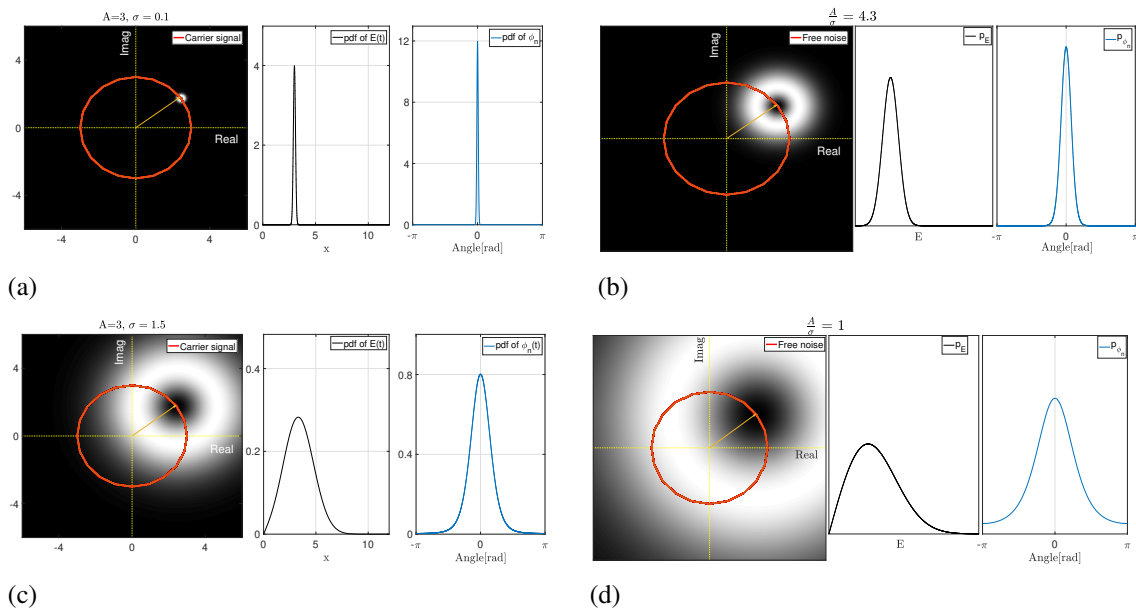 A=3, σ = 0.1
Imag
Carrier signal
Real
4
0
-4
-4
0
4
pdf of E(t)
4
2
0
0
5
10
x
pdf of ϕn
12
9
6
3
0
-π
0
π
Angle[rad]
(a)
A/σ = 4.3
Imag
Free noise
Real
pE
E
pϕn
-π
0
π
Angle[rad]
(b)
A=3, σ = 1.5
Imag
Carrier signal
Real
4
0
-4
-4
0
4
pdf of E(t)
0.4
0.2
0
0
5
10
x
pdf of ϕn(t)
0.8
0.4
0
-π
0
π
Angle[rad]
(c)
A/σ = 1
Imag
Free noise
Real
pE
E
pϕn
-π
0
π
Angle[rad]
(d)